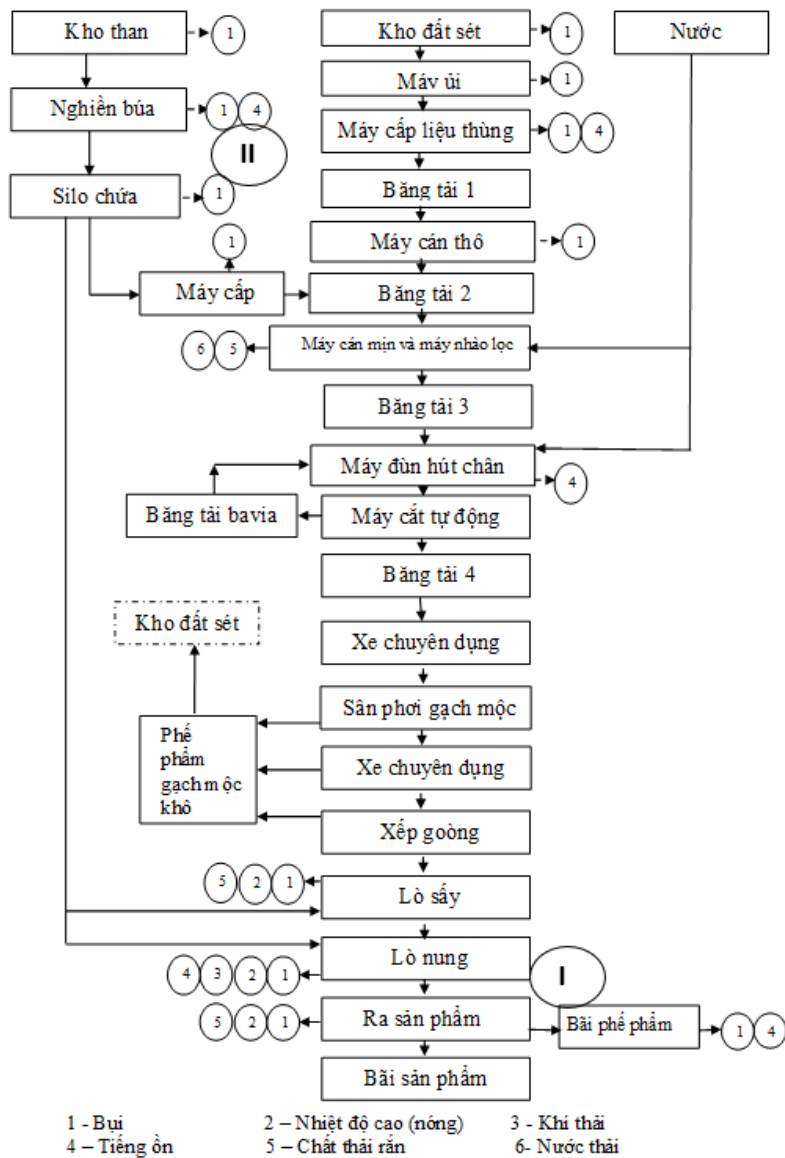 Kho than
1
Kho đất sét
1
Nước
Máy ủi
1
Nghiền búa
1 4
Máy cấp liệu thùng
1 4
II
Băng tải 1
Silo chứa
1
Máy cán thô
1
1
Máy cấp
Băng tải 2
6 5
Máy cán mịn và máy nhào lọc
Băng tải 3
Máy đùn hút chân
4
Băng tải bavia
Máy cắt tự động
Băng tải 4
Kho đất sét
Xe chuyên dụng
Sân phơi gạch mộc
Phế
phẩm
gạch mộc
khô
Xe chuyên dụng
Xếp goòng
5 2 1
Lò sấy
Lò nung
I
4 3 2 1
5 2 1
Ra sản phẩm
Bãi phế phẩm
1 4
Bãi sản phẩm
1 - Bụi 2 – Nhiệt độ cao (nóng) 3 - Khí thải
4 – Tiếng ồn 5 – Chất thải rắn 6- Nước thải